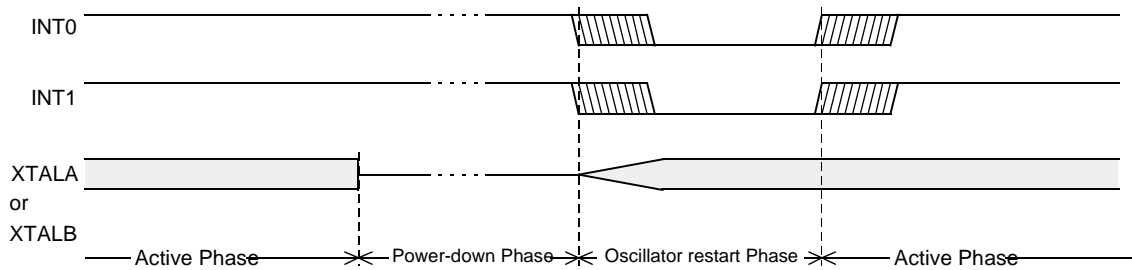 INT0
INT1
XTALA
or
XTALB
Active Phase Power-down Phase Oscillator restart Phase Active Phase